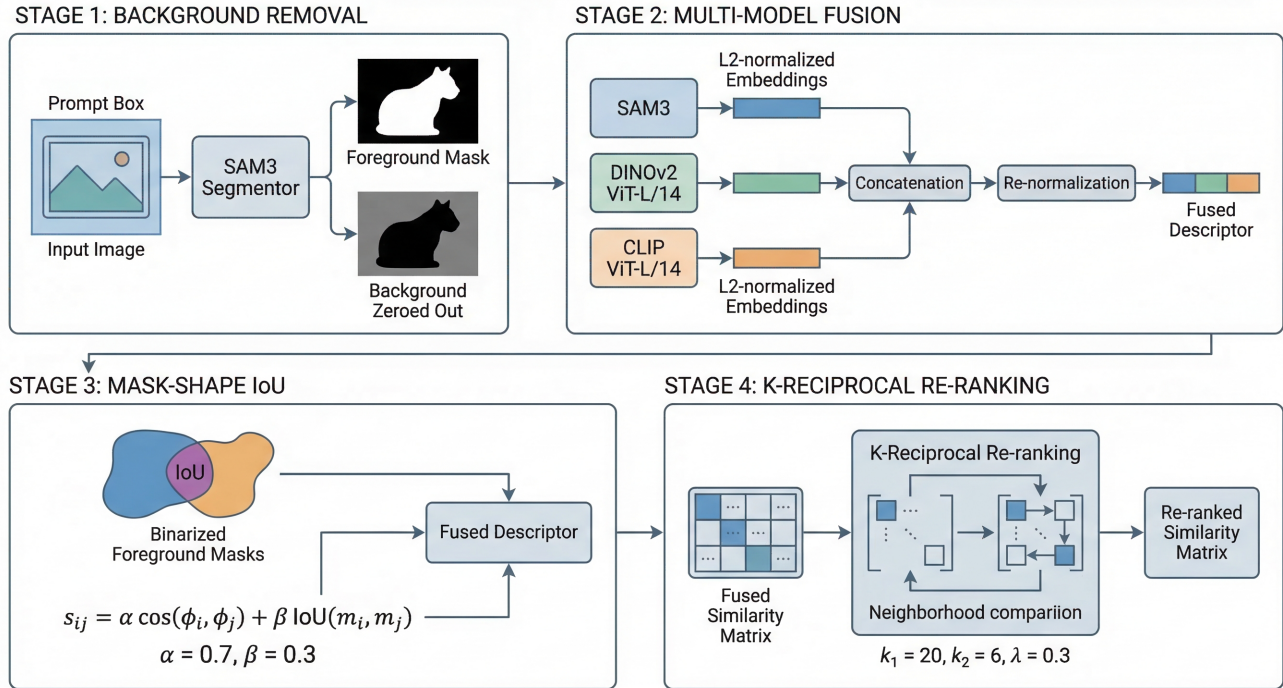 STAGE 1: BACKGROUND REMOVAL
Prompt Box
Input Image
SAM3
Segmentor
Foreground Mask
Background
Zeroed Out
STAGE 2: MULTI-MODEL FUSION
L2-normalized
Embeddings
SAM3
DINOv2
ViT-L/14
CLIP
ViT-L/14
L2-normalized
Embeddings
Concatenation
Re-normalization
Fused
Descriptor
STAGE 3: MASK-SHAPE IoU
IoU
Binarized
Foreground Masks
Fused Descriptor
s_{ij} = α cos(ϕ_i, ϕ_j) + β IoU(m_i, m_j)
α = 0.7, β = 0.3
STAGE 4: K-RECIPROCAL RE-RANKING
Fused
Similarity
Matrix
K-Reciprocal Re-ranking
Neighborhood compariion
k₁ = 20, k₂ = 6, λ = 0.3
Re-ranked
Similarity
Matrix